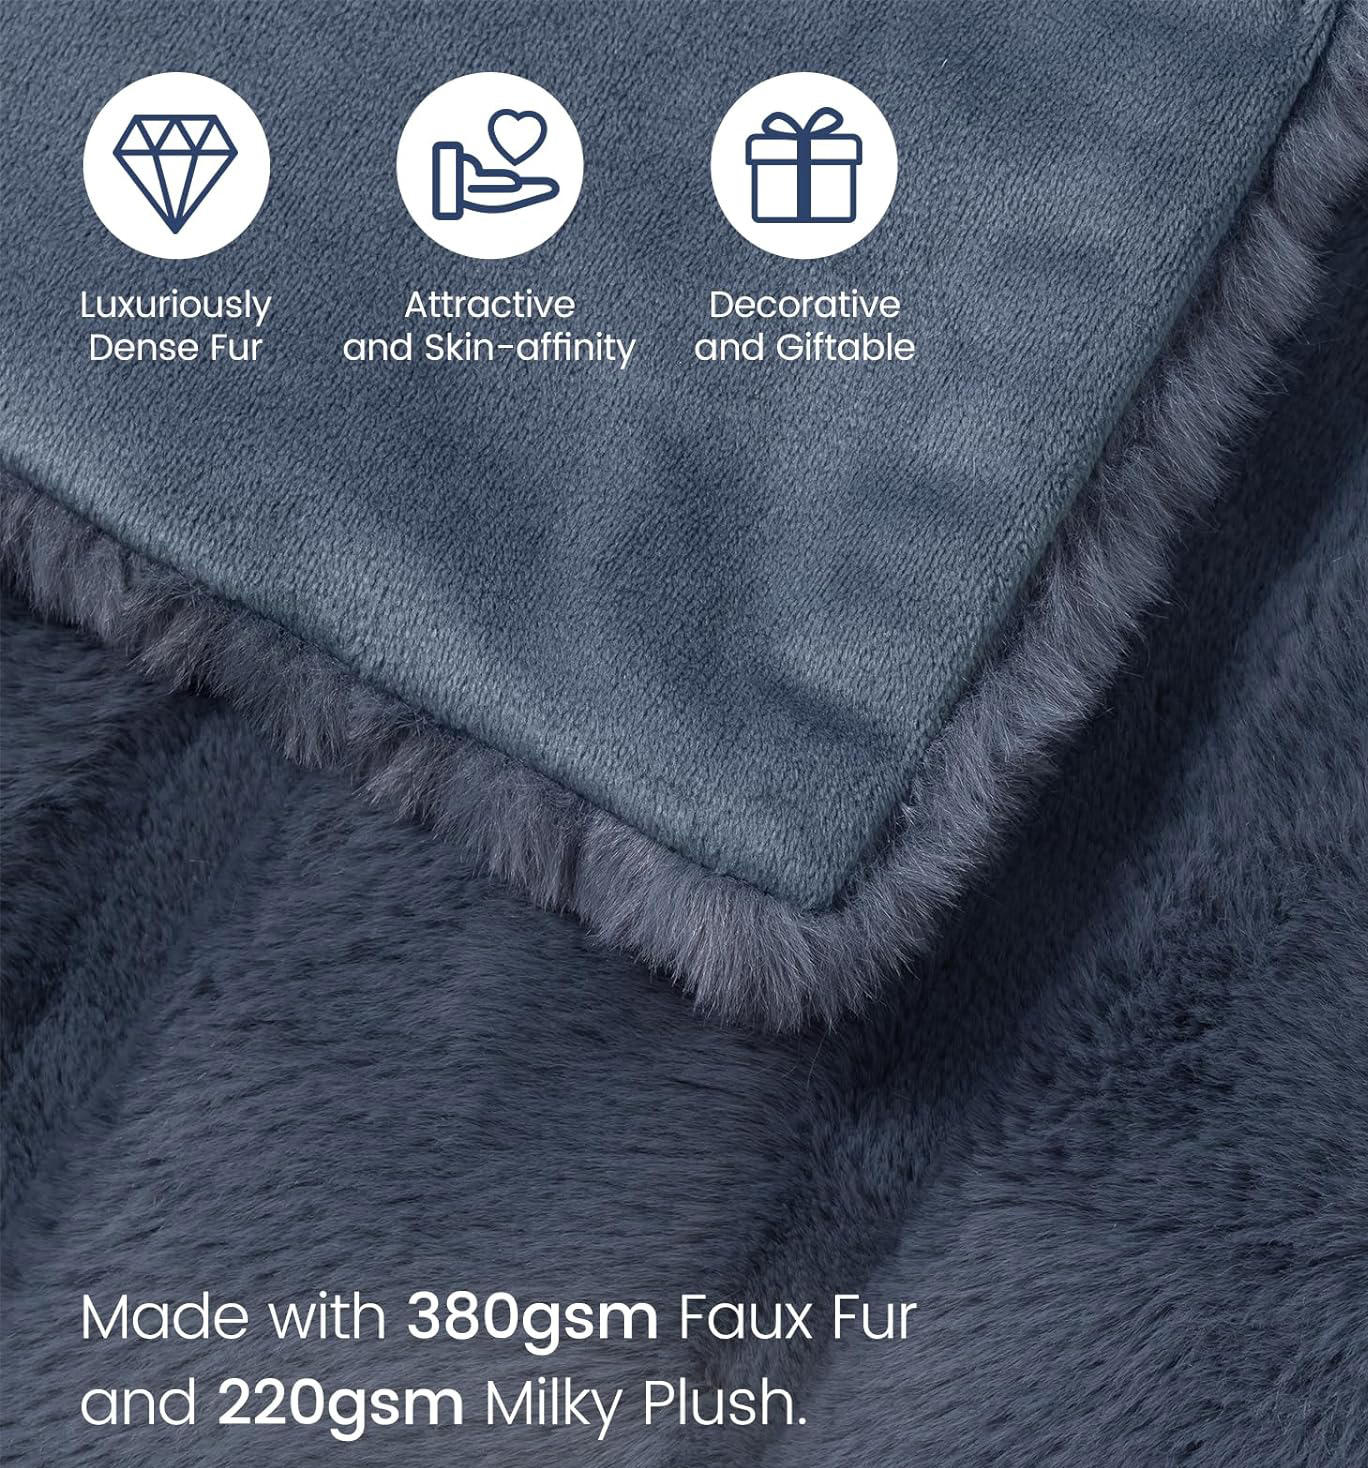 Luxuriously
Dense Fur
Attractive
and Skin-affinity
Decorative
and Giftable
Made with 380gsm Faux Fur
and 220gsm Milky Plush.